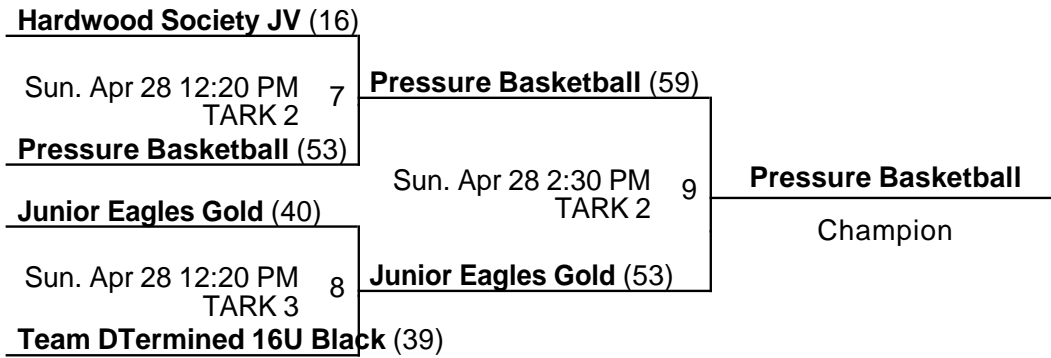 Hardwood Society JV (16)
Sun. Apr 28 12:20 PM
TARK 2
7
Pressure Basketball (53)
Junior Eagles Gold (40)
Sun. Apr 28 12:20 PM
TARK 3
8
Team DTermined 16U Black (39)
Pressure Basketball (59)
Sun. Apr 28 2:30 PM
TARK 2
9
Junior Eagles Gold (53)
Pressure Basketball
Champion